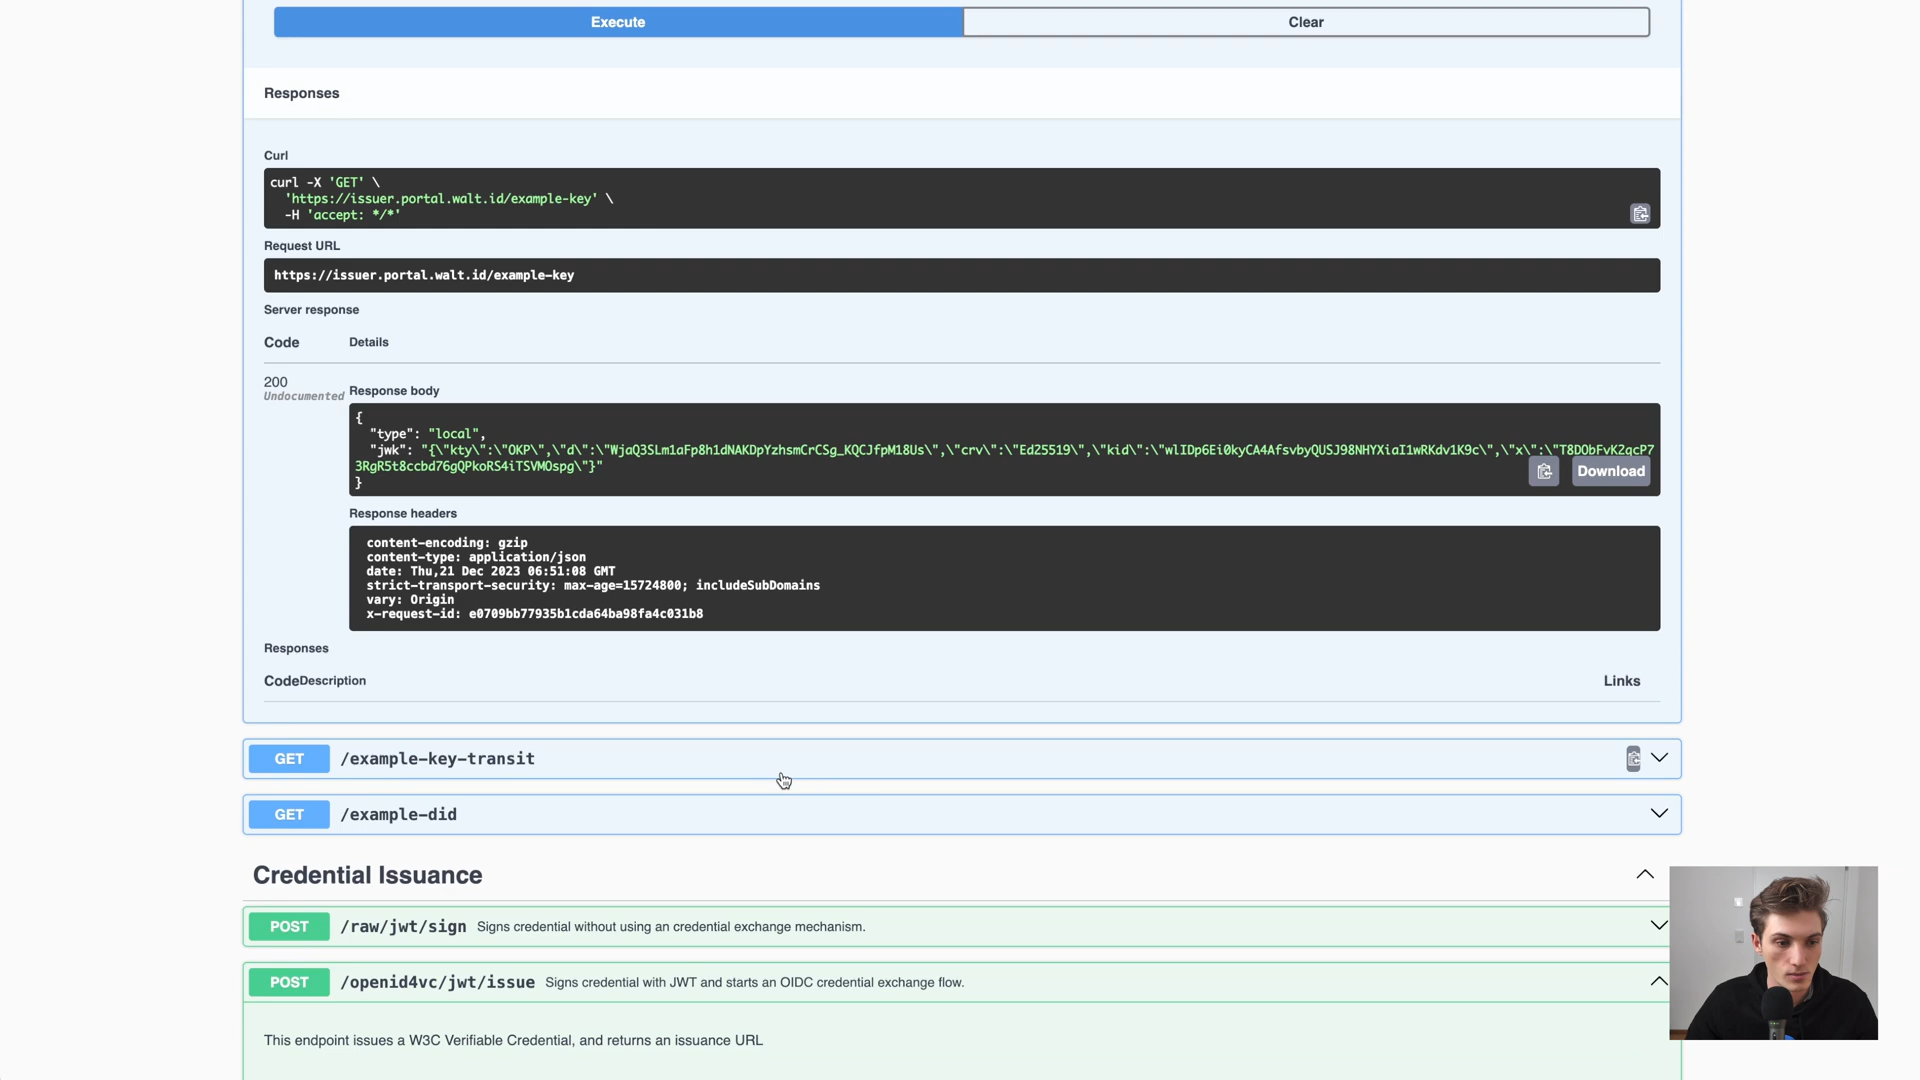 Execute
Clear
Responses
Curl
curl -X 'GET' \
'https://issuer.portal.walt.id/example-key' \
-H 'accept: */*'
Request URL
https://issuer.portal.walt.id/example-key
Server response
Code Details
200
Undocumented
Response body
{
"type": "local",
"jwk": "{\"kty\":\"OKP\",\"d\":\"WjaQ3SLm1aFp8h1dNAKDpYzhsmCrCSg_KQCJfpM18Us\",\"crv\":\"Ed25519\",\"kid\":\"wlIDp6Ei0kyCA4AfsvbyQUSJ98NHYXiaI1wRKdv1K9c\",\"x\":\"T8DObFvK2qcP7
3RgR5t8ccbd76gQPkoRS4iTSVMOspg\"}"
}
Download
Response headers
content-encoding: gzip
content-type: application/json
date: Thu,21 Dec 2023 06:51:08 GMT
strict-transport-security: max-age=15724800; includeSubDomains
vary: Origin
x-request-id: e0709bb77935b1cda64ba98fa4c031b8
Responses
Code Description Links
GET /example-key-transit
GET /example-did
Credential Issuance
POST /raw/jwt/sign Signs credential without using an credential exchange mechanism.
POST /openid4vc/jwt/issue Signs credential with JWT and starts an OIDC credential exchange flow.
This endpoint issues a W3C Verifiable Credential, and returns an issuance URL